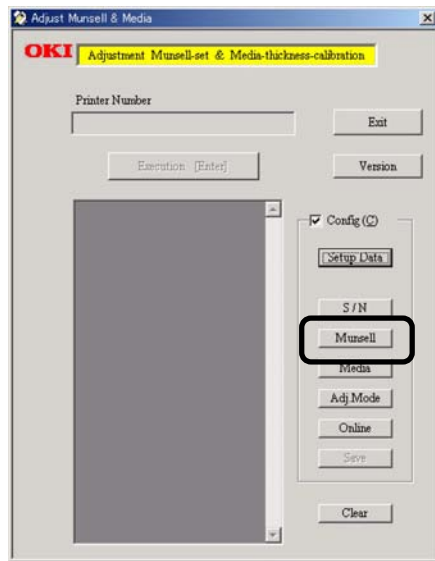 Adjust Munsell & Media
OKI Adjustment Munsell-set & Media-thickness-calibration
Printer Number
Exit
Execution [Enter]
Version
Config (C)
Setup Data
S / N
Munsell
Media
Adj.Mode
Online
Save
Clear